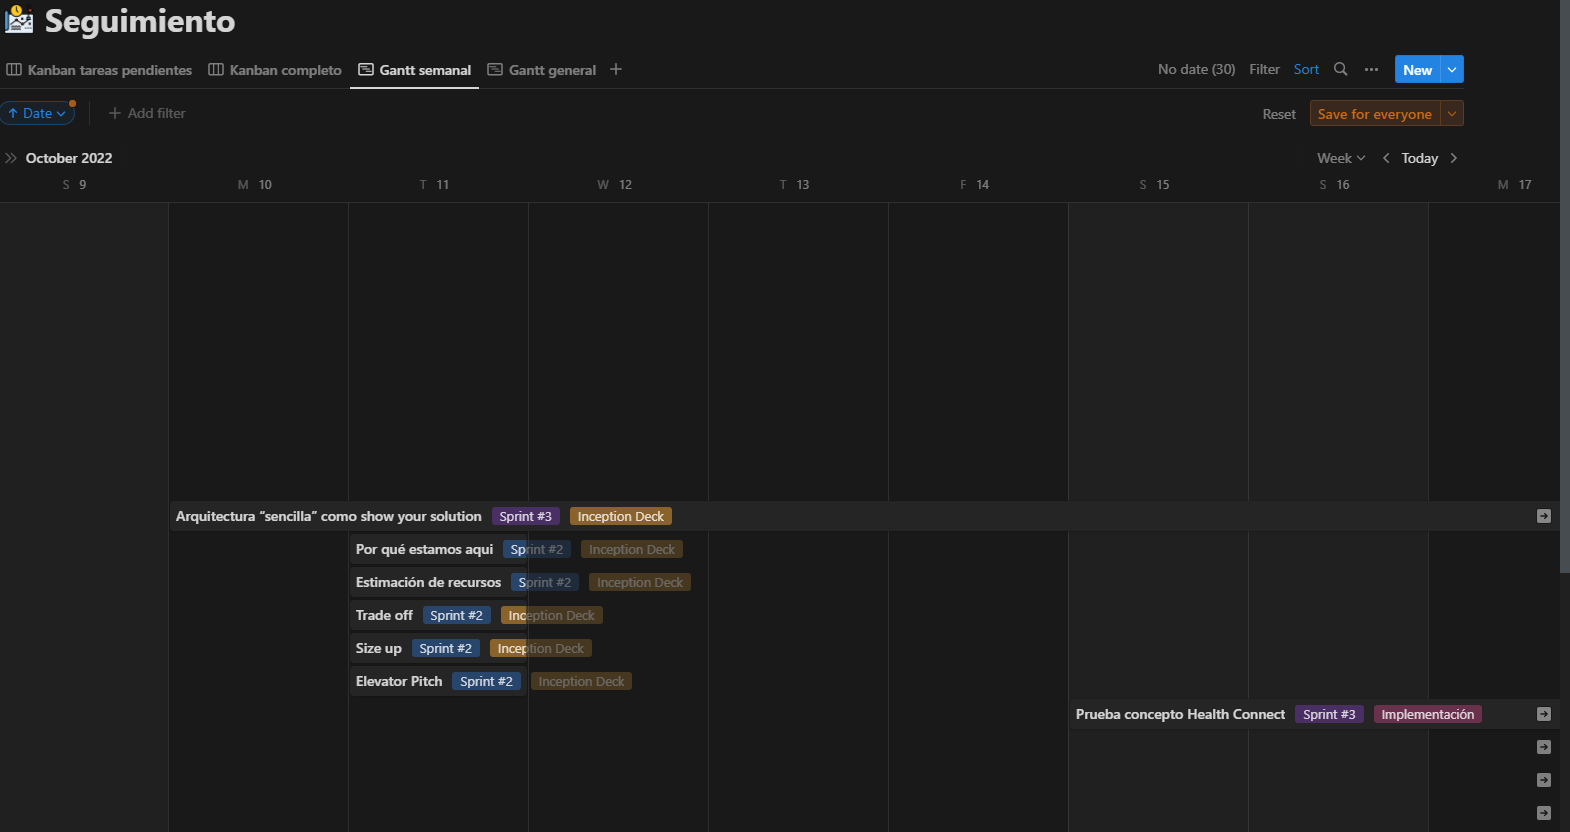 Seguimiento
Kanban tareas pendientes Kanban completo Gantt semanal Gantt general No date (30) Filter Sort New
Date Add filter Reset Save for everyone
October 2022 Week Today
S 9 M 10 T 11 W 12 T 13 F 14 S 15 S 16 M 17
Arquitectura “sencilla” como show your solution Sprint #3 Inception Deck
Por qué estamos aqui Sprint #2 Inception Deck
Estimación de recursos Sprint #2 Inception Deck
Trade off Sprint #2 Inception Deck
Size up Sprint #2 Inception Deck
Elevator Pitch Sprint #2 Inception Deck
Prueba concepto Health Connect Sprint #3 Implementación